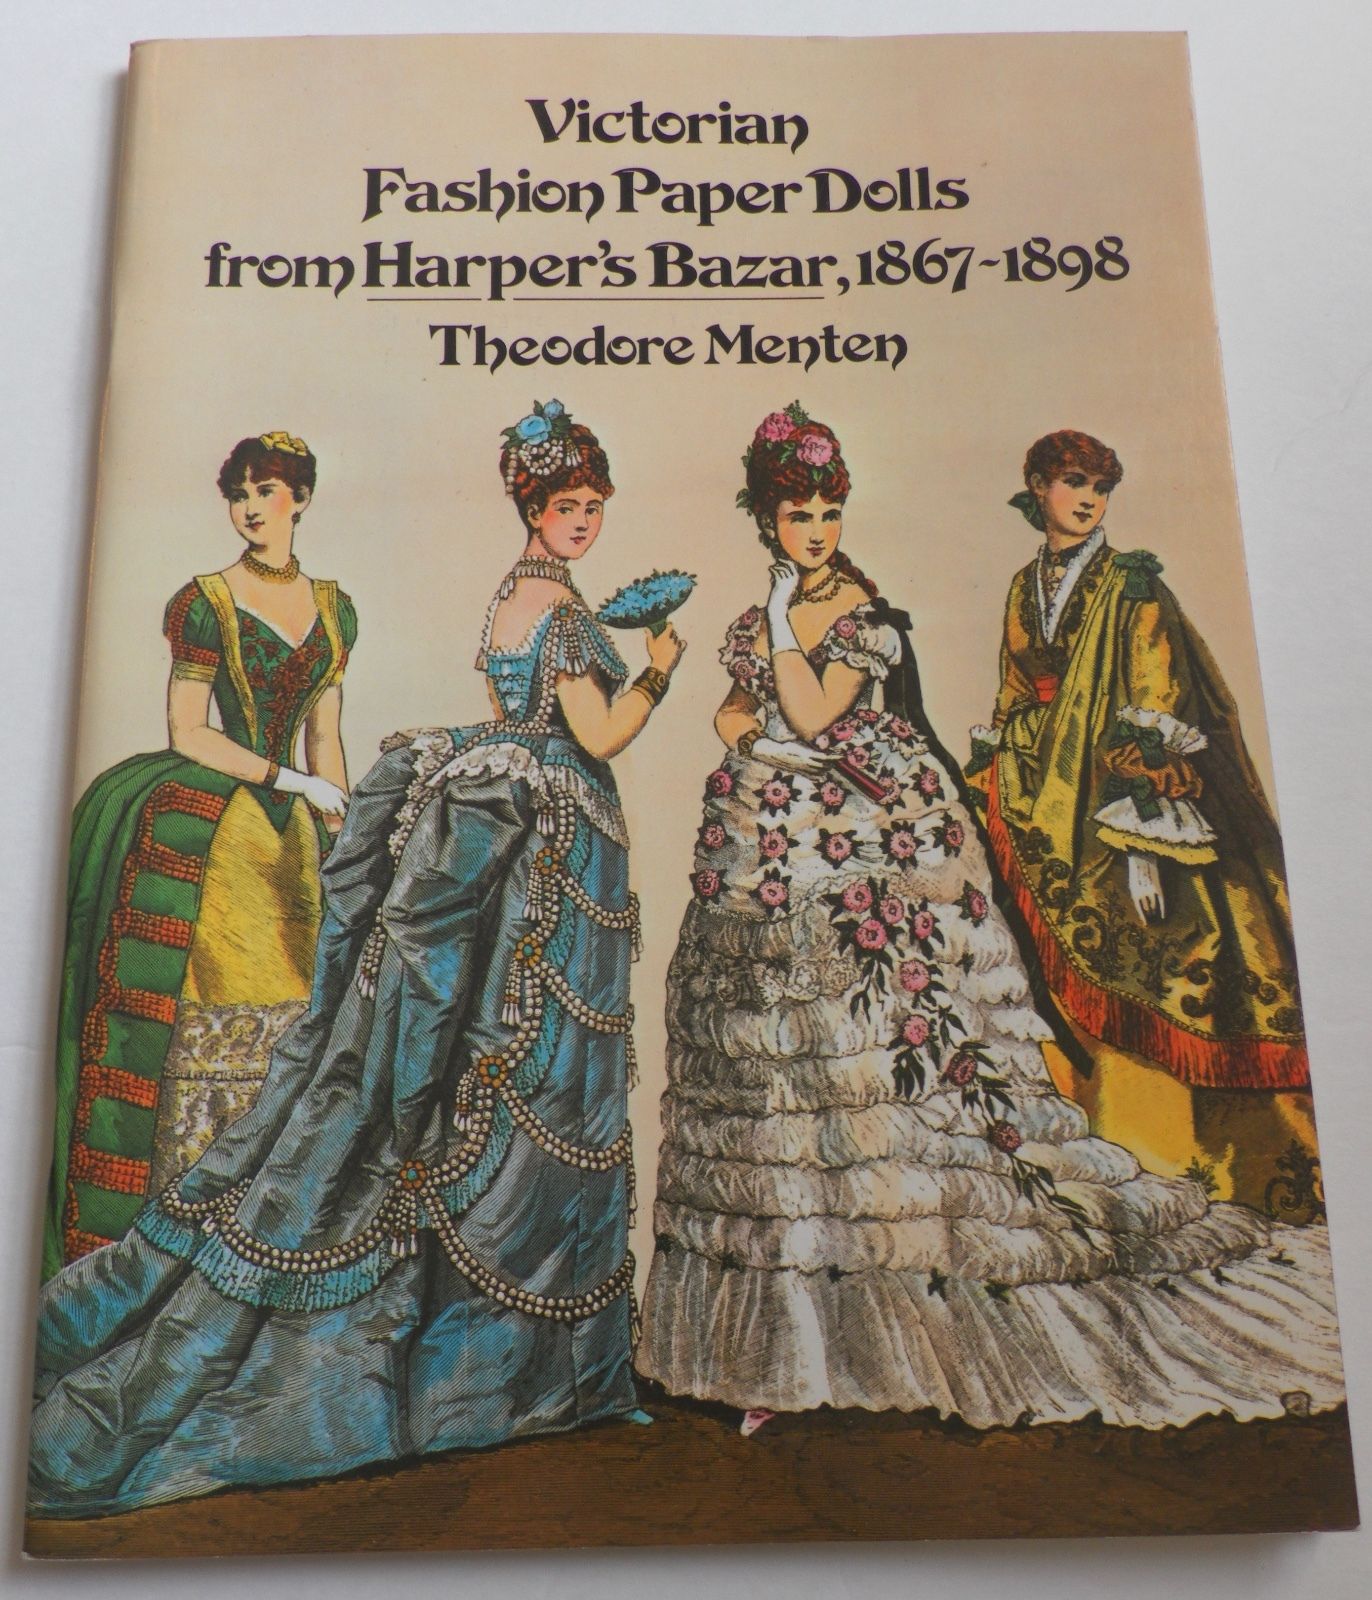 Victorian
Fashion Paper Dolls
from Harper's Bazar, 1867-1898
Theodore Menten